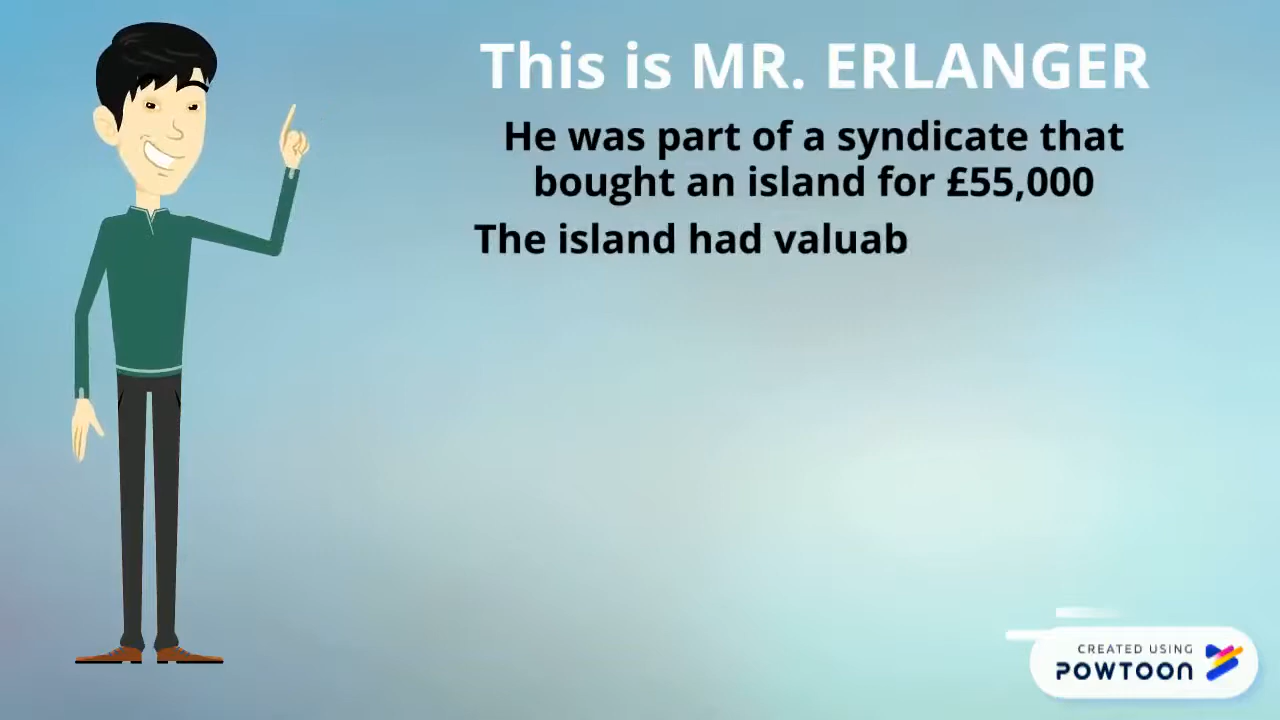 This is MR. ERLANGER
He was part of a syndicate that
bought an island for £55,000
The island had valuab
CREATED USING
POWTOON